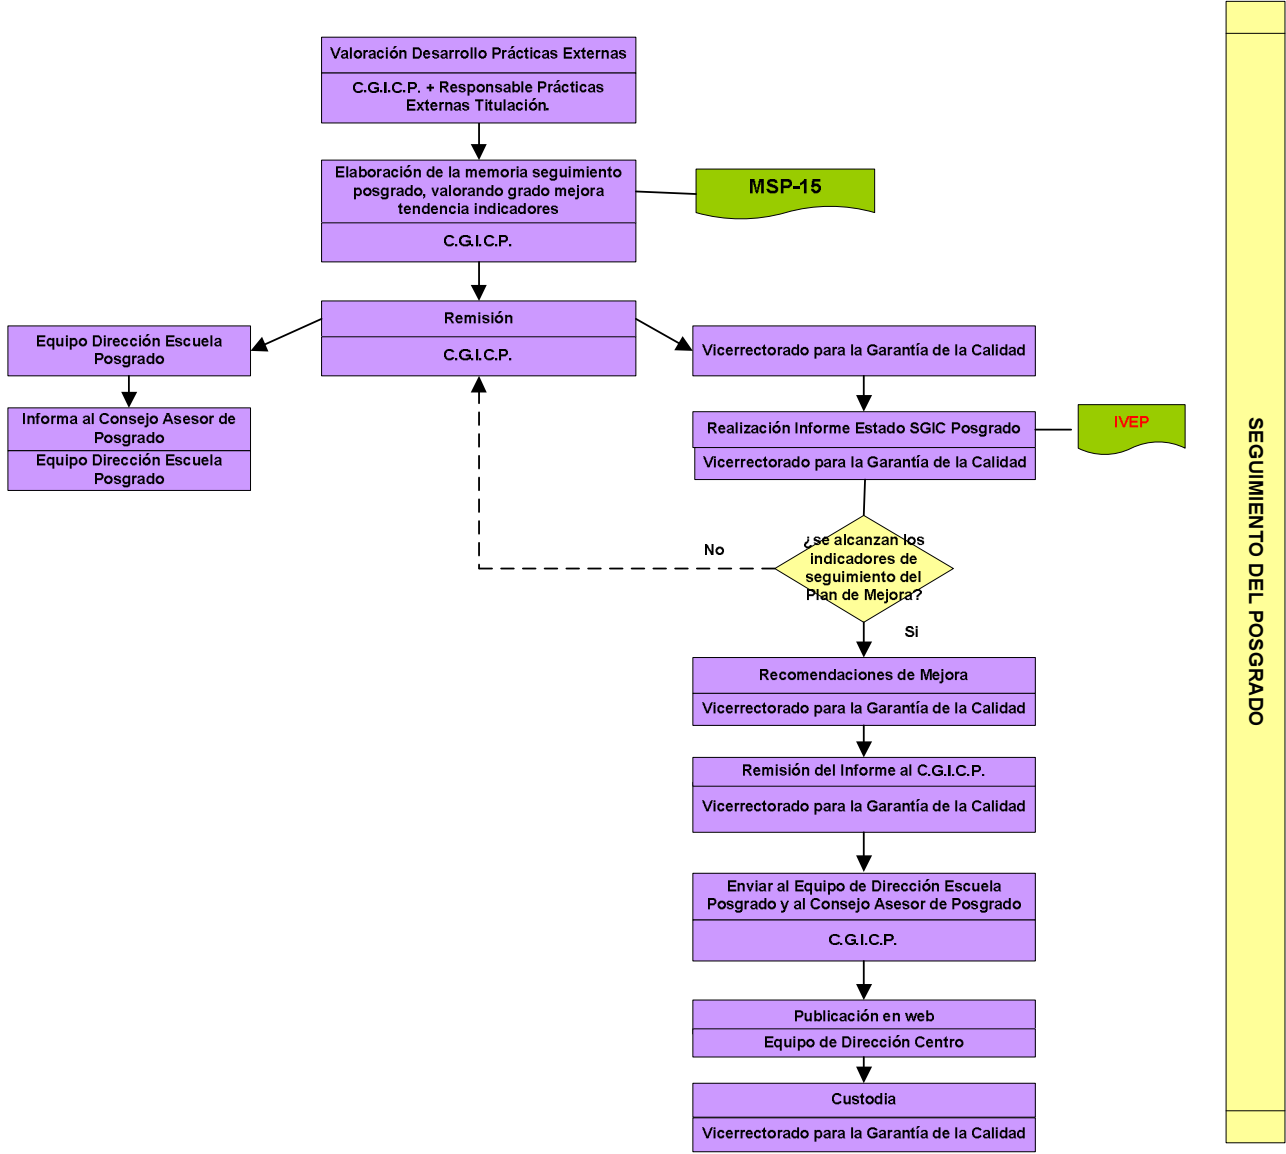 Valoración Desarrollo Prácticas Externas
C.G.I.C.P. + Responsable Prácticas
Externas Titulación.
Elaboración de la memoria seguimiento
posgrado, valorando grado mejora
tendencia indicadores
C.G.I.C.P.
MSP-15
Remisión
C.G.I.C.P.
Equipo Dirección Escuela
Posgrado
Informa al Consejo Asesor de
Posgrado
Equipo Dirección Escuela
Posgrado
Vicerrectorado para la Garantía de la Calidad
Realización Informe Estado SGIC Posgrado
Vicerrectorado para la Garantía de la Calidad
IVEP
¿se alcanzan los
indicadores de
seguimiento del
Plan de Mejora?
No
Si
Recomendaciones de Mejora
Vicerrectorado para la Garantía de la Calidad
Remisión del Informe al C.G.I.C.P.
Vicerrectorado para la Garantía de la Calidad
Enviar al Equipo de Dirección Escuela
Posgrado y al Consejo Asesor de Posgrado
C.G.I.C.P.
Publicación en web
Equipo de Dirección Centro
Custodia
Vicerrectorado para la Garantía de la Calidad
SEGUIMIENTO DEL POSGRADO